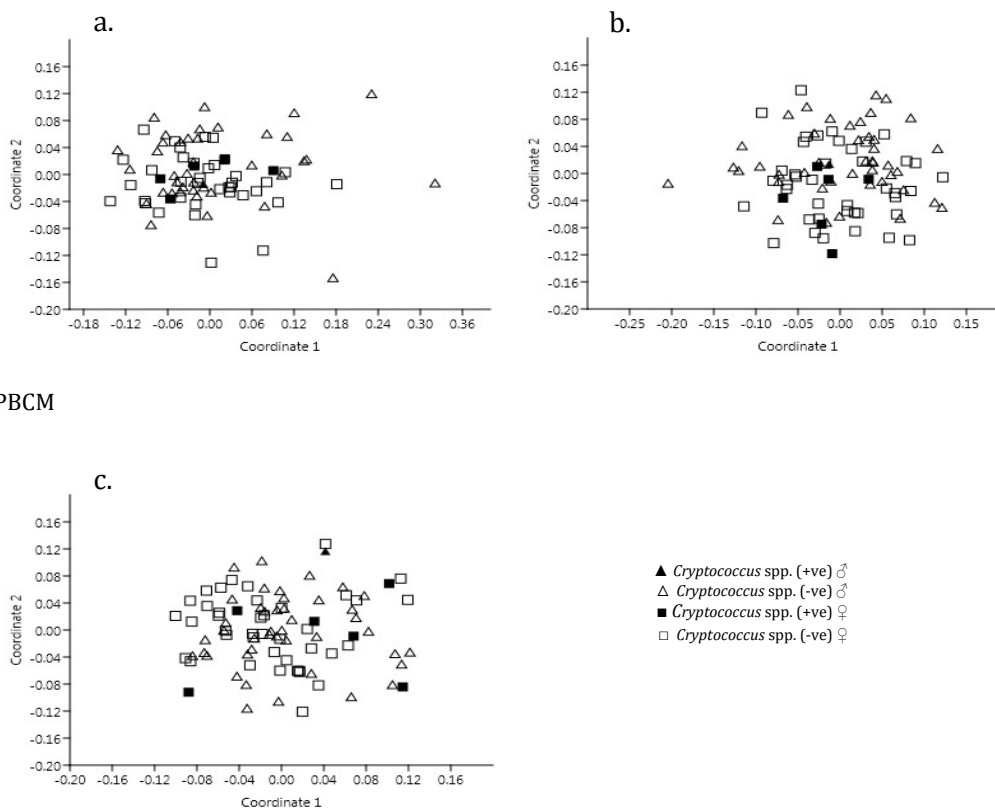 a.
0.16
0.12
0.08
0.04
0.00
-0.04
-0.08
-0.12
-0.16
-0.20
Coordinate 2
-0.18 -0.12 -0.06 0.00 0.06 0.12 0.18 0.24 0.30 0.36
Coordinate 1
b.
0.16
0.12
0.08
0.04
0.00
-0.04
-0.08
-0.12
-0.16
-0.20
Coordinate 2
-0.25 -0.20 -0.15 -0.10 -0.05 0.00 0.05 0.10 0.15
Coordinate 1
PBCM
c.
0.16
0.12
0.08
0.04
0.00
-0.04
-0.08
-0.12
-0.16
-0.20
Coordinate 2
-0.20 -0.16 -0.12 -0.08 -0.04 0.00 0.04 0.08 0.12 0.16
Coordinate 1
▲ Cryptococcus spp. (+ve) ♂
△ Cryptococcus spp. (-ve) ♂
■ Cryptococcus spp. (+ve) ♀
□ Cryptococcus spp. (-ve) ♀